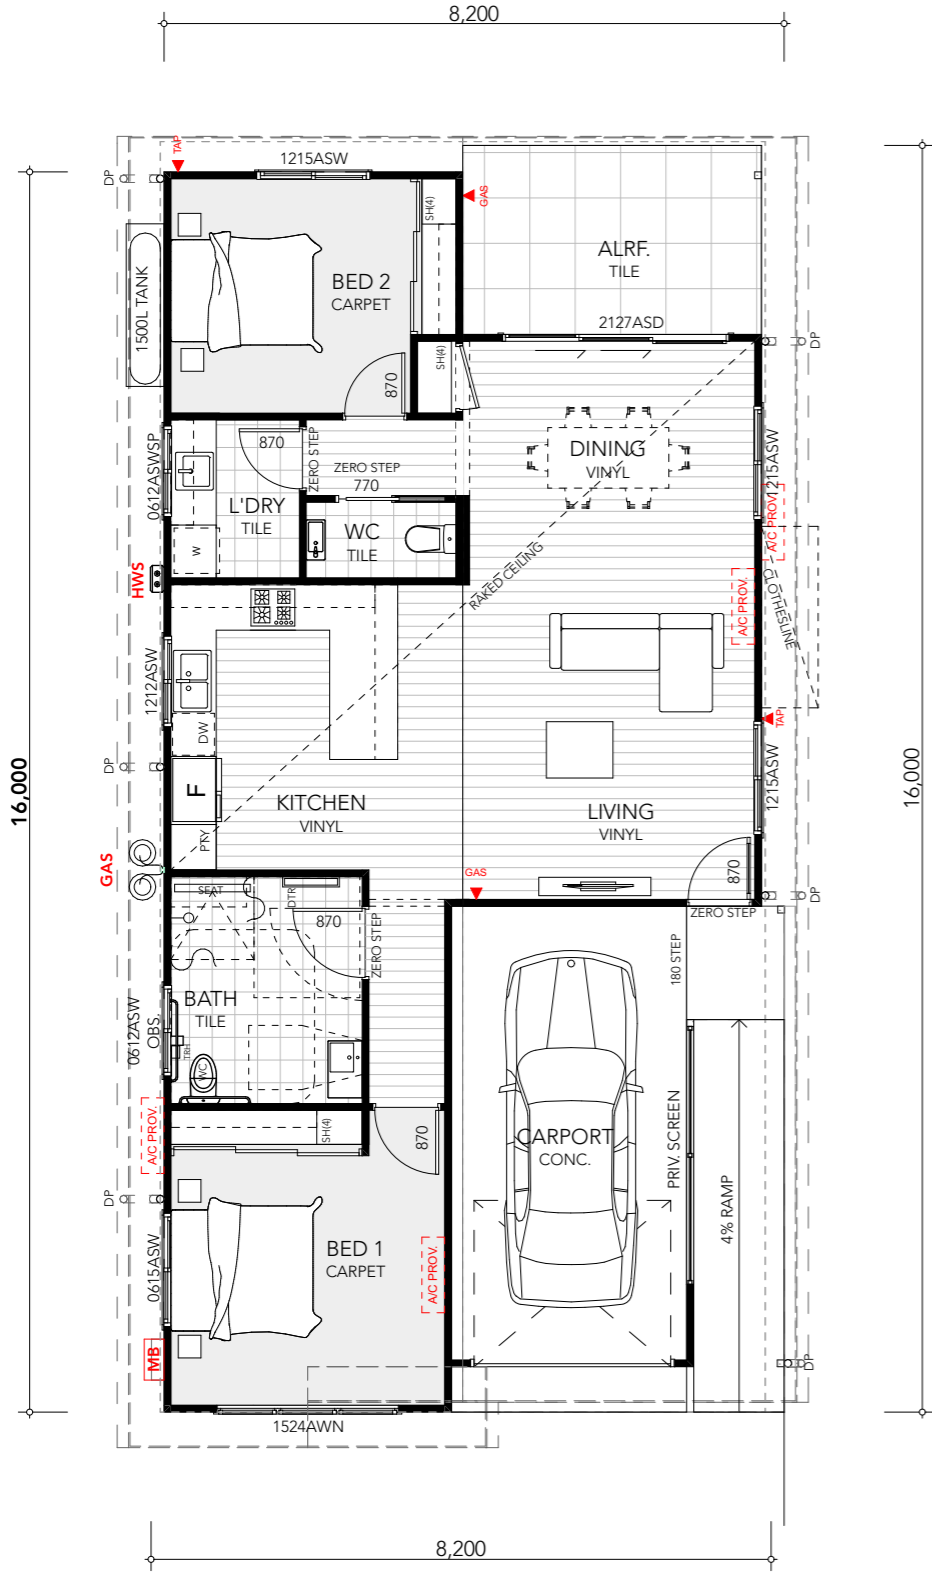 8,200
TAP
1215ASW
DP
GAS
SH(4)
ALRF.
TILE
BED 2
CARPET
1500L TANK
2127ASD
DP
SH(4)
870
870
ZERO STEP
ZERO STEP
770
DINING
VINYL
1215ASW
0612ASWSP
L'DRY
TILE
WC
TILE
W
A/C PROV.
RAKED CEILING
CLOTHESLINE
HWS
A/C PROV.
1212ASW
DW
TAP
DP
F
16,000
16,000
1215ASW
KITCHEN
VINYL
LIVING
VINYL
PTY
GAS
870
GAS
SEAT
DTR
DP
870
ZERO STEP
ZERO STEP
180 STEP
BATH
TILE
0612ASW
OBS.
TRH
WC
A/C PROV.
SH(4)
870
CARPORT
CONC.
PRIV. SCREEN
DP
4% RAMP
0615ASW
BED 1
CARPET
A/C PROV.
MB
DP
1524AWN
8,200